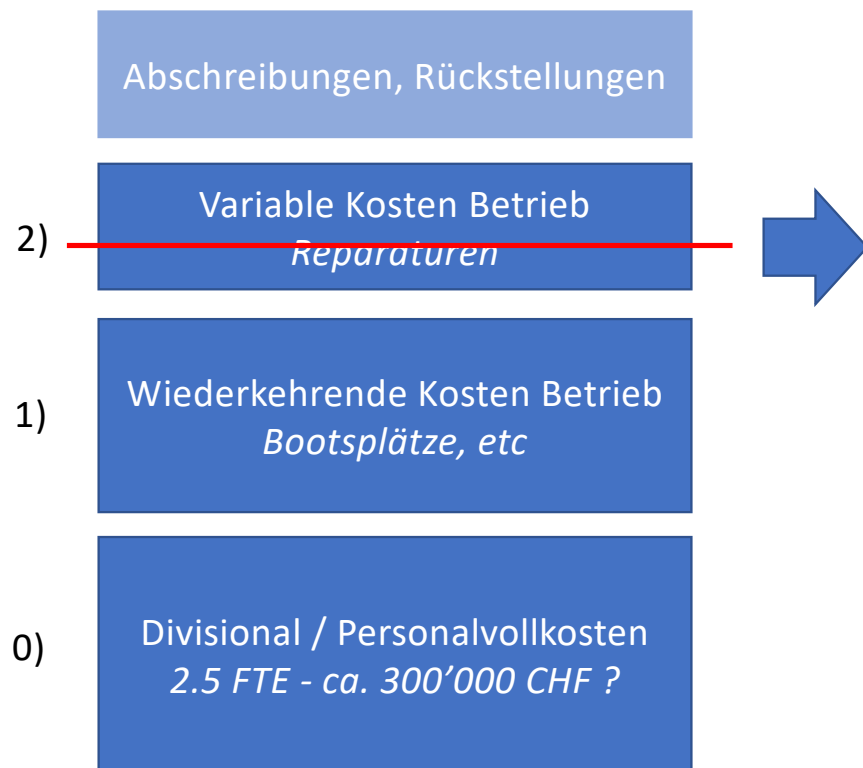 Abschreibungen, Rückstellungen
2)
Variable Kosten Betrieb
Reparaturen
1)
Wiederkehrende Kosten Betrieb
Bootsplätze, etc
0)
Divisional / Personalvollkosten
2.5 FTE - ca. 300’000 CHF ?